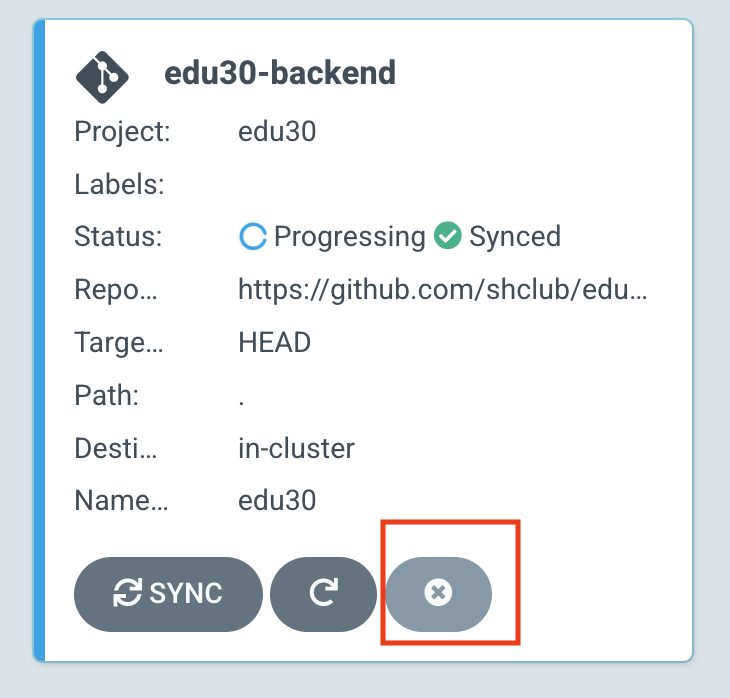 edu30-backend
Project: edu30
Labels:
Status: Progressing Synced
Repo... https://github.com/shclub/edu...
Targe... HEAD
Path: .
Desti... in-cluster
Name... edu30
SYNC